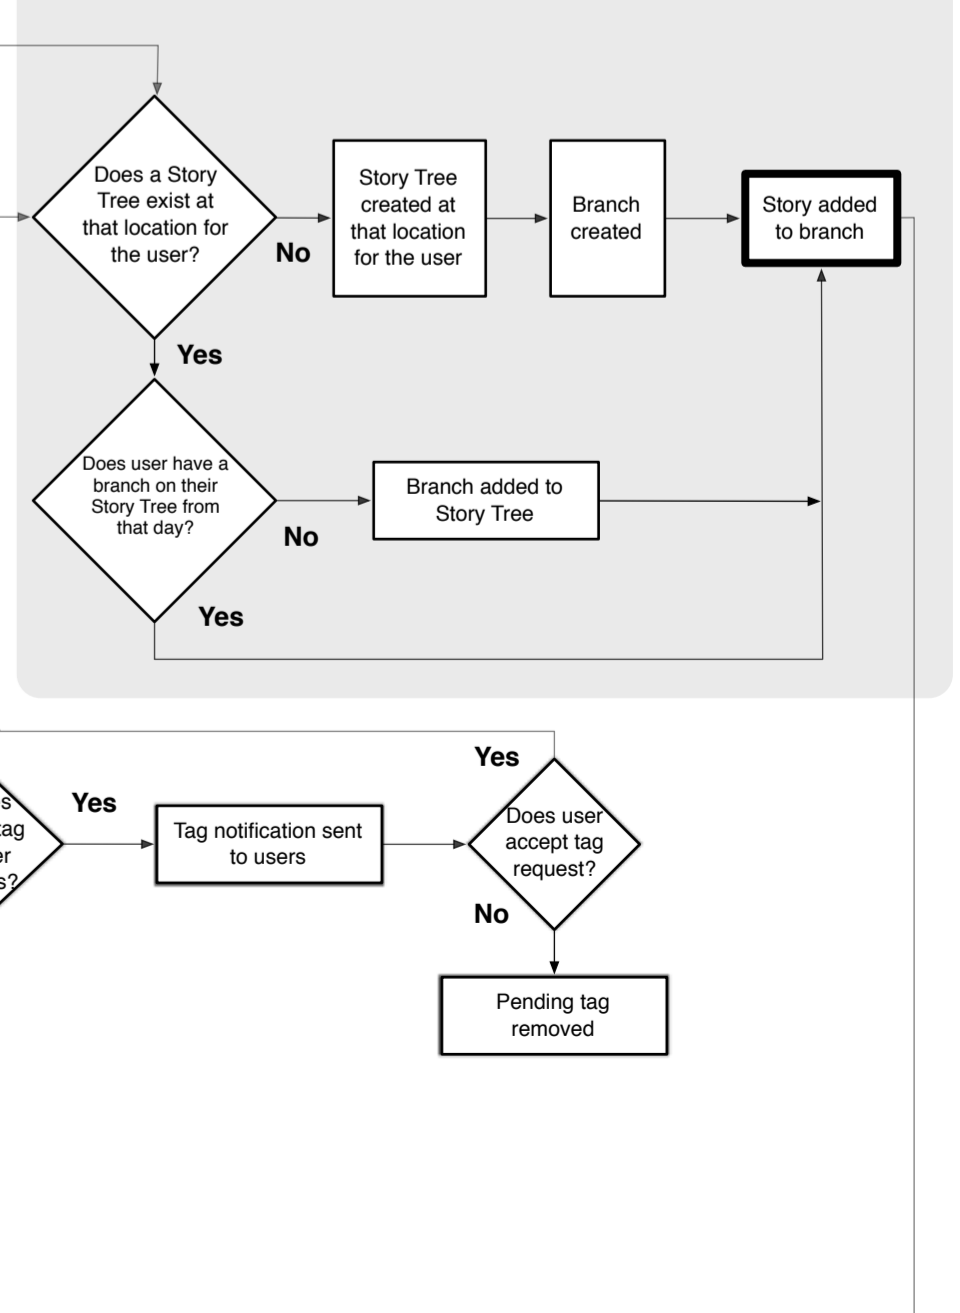 Does a Story
Tree exist at
that location for
the user?
No
Story Tree
created at
that location
for the user
Branch
created
Story added
to branch
Yes
Does user have a
branch on their
Story Tree from
that day?
No
Branch added to
Story Tree
Yes
Yes
Tag notification sent
to users
Yes
Does user
accept tag
request?
No
Pending tag
removed